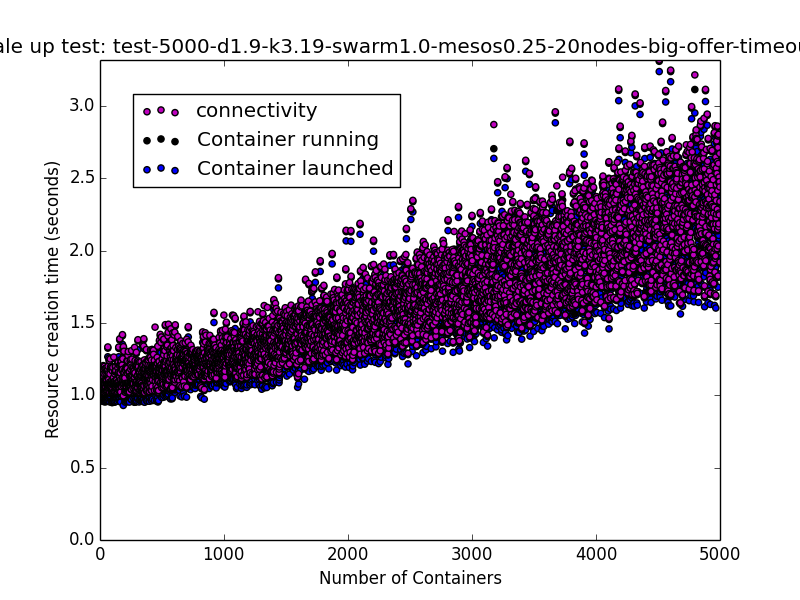 ale up test: test-5000-d1.9-k3.19-swarm1.0-mesos0.25-20nodes-big-offer-timeou
connectivity
Container running
Container launched
Resource creation time (seconds)
3.0
2.5
2.0
1.5
1.0
0.5
0.0
0 1000 2000 3000 4000 5000
Number of Containers